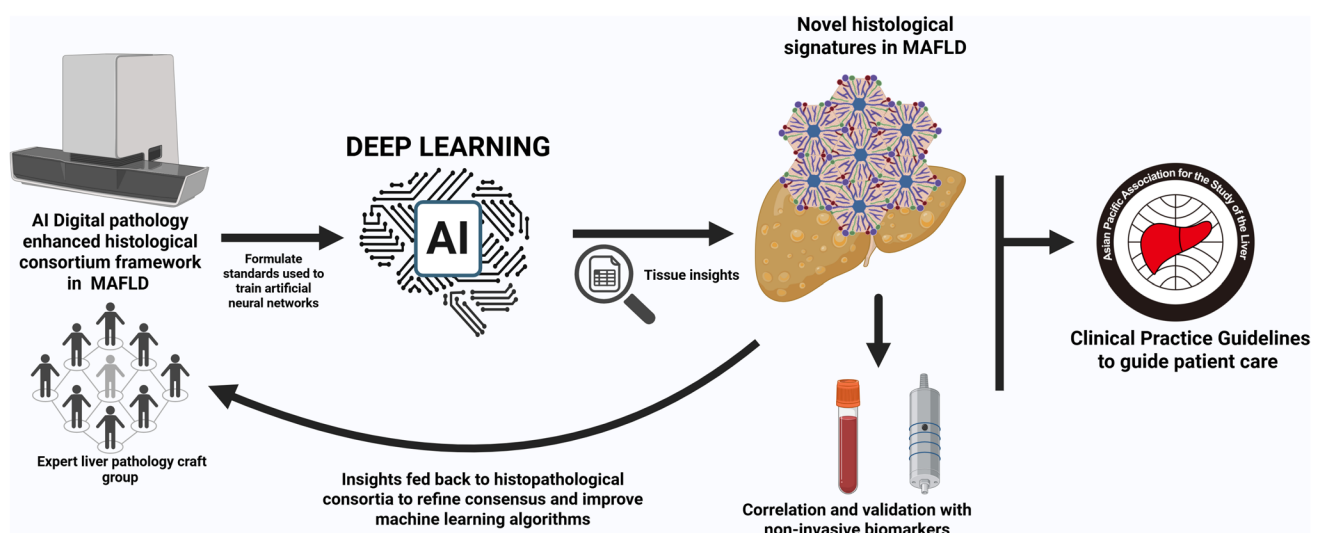 Novel histological
signatures in MAFLD
DEEP LEARNING
AI
AI Digital pathology
enhanced histological
consortium framework
in MAFLD
Formulate
standards used to
train artificial
neural networks
Tissue insights
Asian Pacific Association for the Study of the Liver
Clinical Practice Guidelines
to guide patient care
Expert liver pathology craft
group
Insights fed back to histopathological
consortia to refine consensus and improve
machine learning algorithms
Correlation and validation with
non-invasive biomarkers